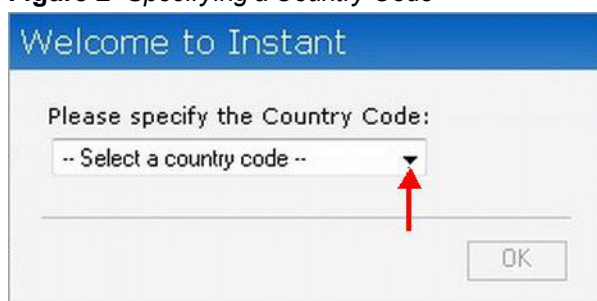 Figure 2 Specifying a Country Code
Welcome to Instant
Please specify the Country Code:
-- Select a country code --
OK